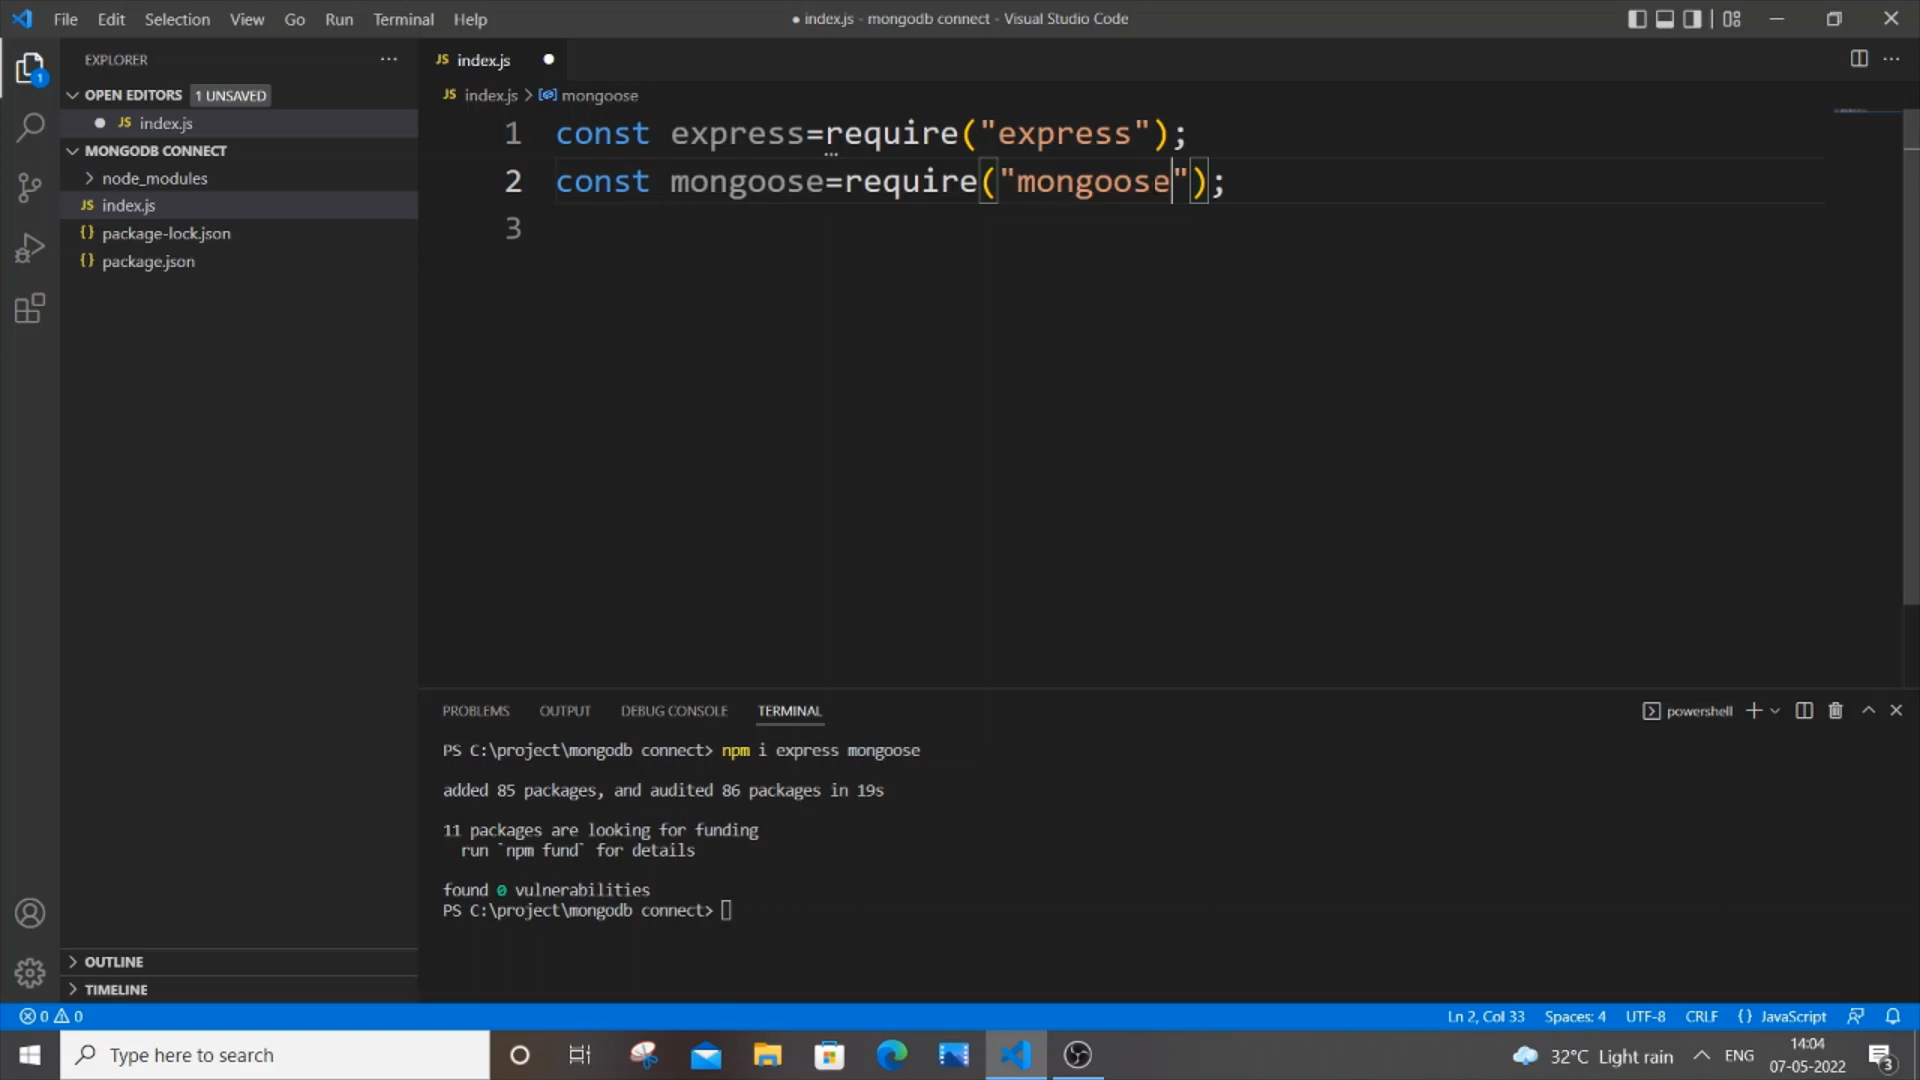 File Edit Selection View Go Run Terminal Help
● index.js - mongodb connect - Visual Studio Code
EXPLORER
OPEN EDITORS 1 UNSAVED
JS index.js
MONGODB CONNECT
node_modules
JS index.js
{} package-lock.json
{} package.json
OUTLINE
TIMELINE
1
JS index.js
JS index.js > mongoose
1 const express=require("express");
2 const mongoose=require("mongoose");
3
PROBLEMS OUTPUT DEBUG CONSOLE TERMINAL
powershell
PS C:\project\mongodb connect> npm i express mongoose
added 85 packages, and audited 86 packages in 19s
11 packages are looking for funding
run `npm fund` for details
found 0 vulnerabilities
PS C:\project\mongodb connect>
0 0
Ln 2, Col 33 Spaces: 4 UTF-8 CRLF {} JavaScript
Type here to search
32°C Light rain
ENG
14:04
07-05-2022
3